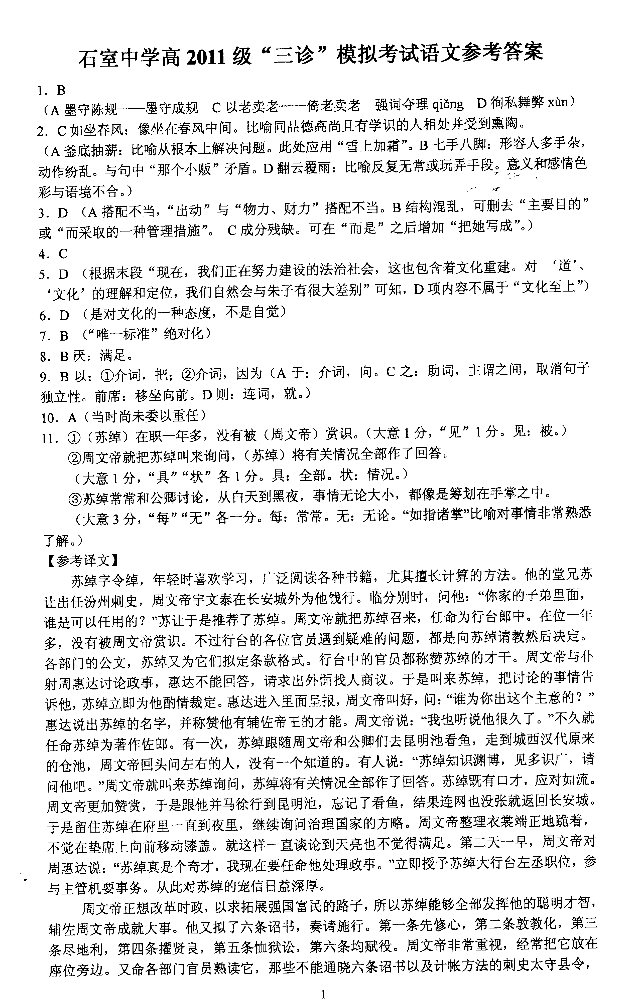 石室中学高 2011 级“三诊”模拟考试语文参考答案
1．B
（A 墨守陈规——墨守成规 C 以老卖老——倚老卖老 强词夺理 qiǎng D 徇私舞弊 xùn）
2．C 如坐春风：像坐在春风中间。比喻同品德高尚且有学识的人相处并受到熏陶。
（A 釜底抽薪：比喻从根本上解决问题。此处应用“雪上加霜”。B 七手八脚：形容人多手杂，
动作纷乱。与句中“那个小贩”矛盾。D 翻云覆雨：比喻反复无常或玩弄手段。意义和感情色
彩与语境不合。）
3．D （A 搭配不当，“出动”与“物力、财力”搭配不当。B 结构混乱，可删去“主要目的”
或“而采取的一种管理措施”。 C 成分残缺。可在“而是”之后增加“把她写成”。）
4．C
5．D （根据末段“现在，我们正在努力建设的法治社会，这也包含着文化重建。对 ‘道’、
‘文化’的理解和定位，我们自然会与朱子有很大差别”可知，D 项内容不属于“文化至上”）
6．D （是对文化的一种态度，不是自觉）
7．B （“唯一标准”绝对化）
8．B 厌：满足。
9．B 以：①介词，把；②介词，因为（A 于：介词，向。C 之：助词，主谓之间，取消句子
独立性。前席：移坐向前。D 则：连词，就。）
10．A（当时尚未委以重任）
11．①（苏绰）在职一年多，没有被（周文帝）赏识。（大意 1 分，“见”1 分。见：被。）
②周文帝就把苏绰叫来询问，（苏绰）将有关情况全部作了回答。
（大意 1 分，“具”“状”各 1 分。具：全部。状：情况。）
③苏绰常常和公卿讨论，从白天到黑夜，事情无论大小，都像是筹划在手掌之中。
（大意 3 分，“每”“无”各一分。每：常常。无：无论。“如指诸掌”比喻对事情非常熟悉
了解。）
【参考译文】
苏绰字令绰，年轻时喜欢学习，广泛阅读各种书籍，尤其擅长计算的方法。他的堂兄苏
让出任汾州刺史，周文帝宇文泰在长安城外为他饯行。临分别时，问他：“你家的子弟里面，
谁是可以任用的？”苏让于是推荐了苏绰。周文帝就把苏绰召来，任命为行台郎中。在位一年
多，没有被周文帝赏识。不过行台的各位官员遇到疑难的问题，都是向苏绰请教然后决定。
各部门的公文，苏绰又为它们拟定条款格式。行台中的官员都称赞苏绰的才干。周文帝与仆
射周惠达讨论政事，惠达不能回答，请求出外面找人商议。于是叫来苏绰，把讨论的事情告
诉他，苏绰立即为他酌情裁定。惠达进入里面呈报，周文帝叫好，问：“谁为你出这个主意的？”
惠达说出苏绰的名字，并称赞他有辅佐帝王的才能。周文帝说：“我也听说他很久了。”不久就
任命苏绰为著作佐郎。有一次，苏绰跟随周文帝和公卿们去昆明池看鱼，走到城西汉代原来
的仓池，周文帝回头问左右的人，没有一个知道的。有人说：“苏绰知识渊博，见多识广，请
问他吧。”周文帝就叫来苏绰询问，苏绰将有关情况全部作了回答。苏绰既有口才，应对如流。
周文帝更加赞赏，于是跟他并马徐行到昆明池，忘记了看鱼，结果连网也没张就返回长安城。
于是留住苏绰在府里一直到夜里，继续询问治理国家的方略。周文帝整理衣裳端正地跪着，
不觉在垫席上向前移动膝盖。就这样一直谈论到天亮也不觉得满足。第二天一早，周文帝对
周惠达说：“苏绰真是个奇才，我现在要任命他处理政事。”立即授予苏绰大行台左丞职位，参
与主管机要事务。从此对苏绰的宠信日益深厚。
周文帝正想改革时政，以求拓展强国富民的路子，所以苏绰能够全部发挥他的聪明才智，
辅佐周文帝成就大事。他又拟了六条诏书，奏请施行。第一条先修心，第二条敦教化，第三
条尽地利，第四条擢贤良，第五条恤狱讼，第六条均赋役。周文帝非常重视，经常把它放在
座位旁边。又命各部门官员熟读它，那些不能通晓六条诏书以及计帐方法的刺史太守县令，
1